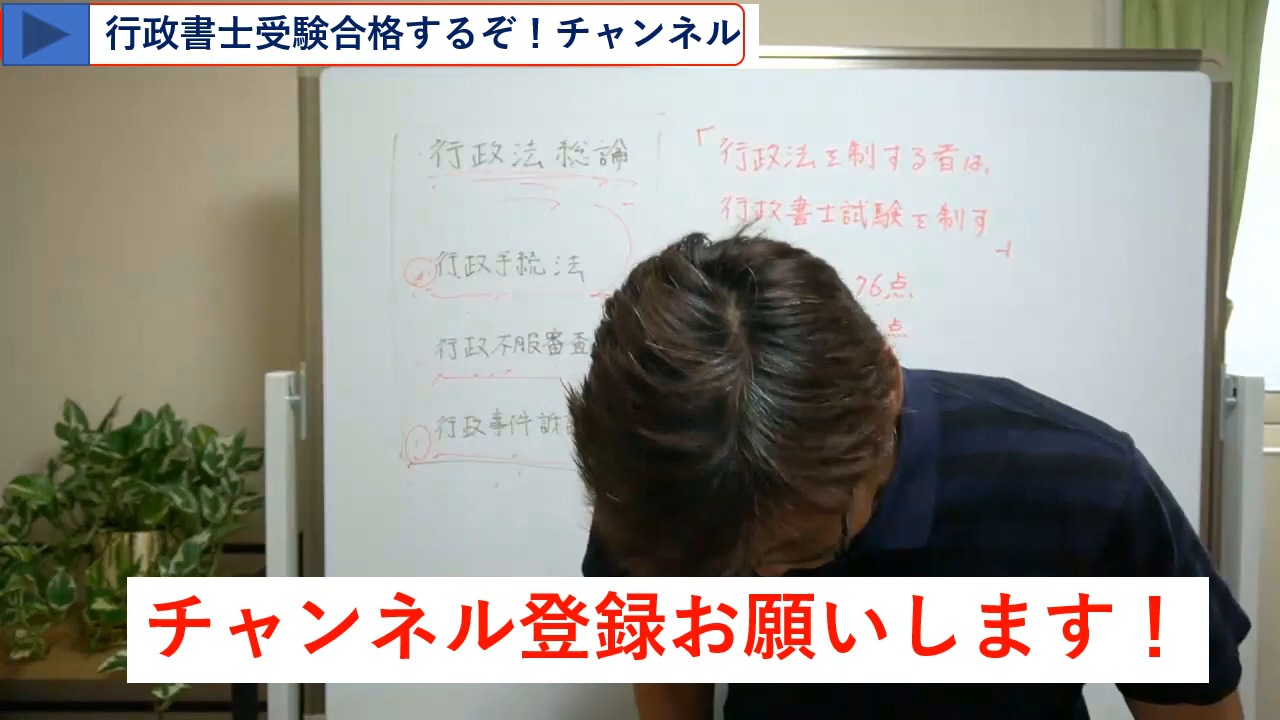 行政書士受験合格するぞ！チャンネル
行政法総論
行政手続法
行政不服審査
行政事件訴
「行政法を制する者は、
行政書士試験を制す
」
76点
点
チャンネル登録お願いします！